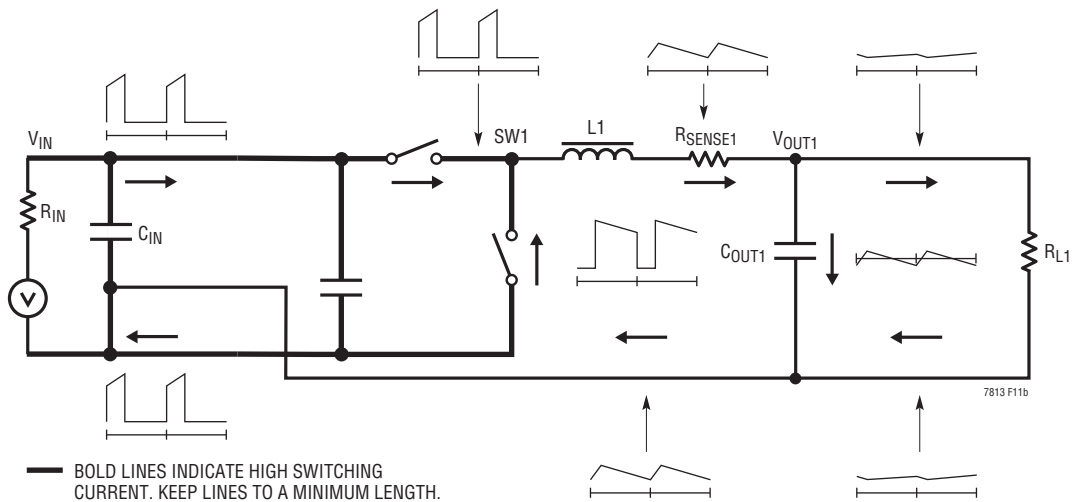 SW1
L1
RSENSE1
VOUT1
VIN
RIN
CIN
COUT1
RL1
V
7813 F11b
BOLD LINES INDICATE HIGH SWITCHING
CURRENT. KEEP LINES TO A MINIMUM LENGTH.